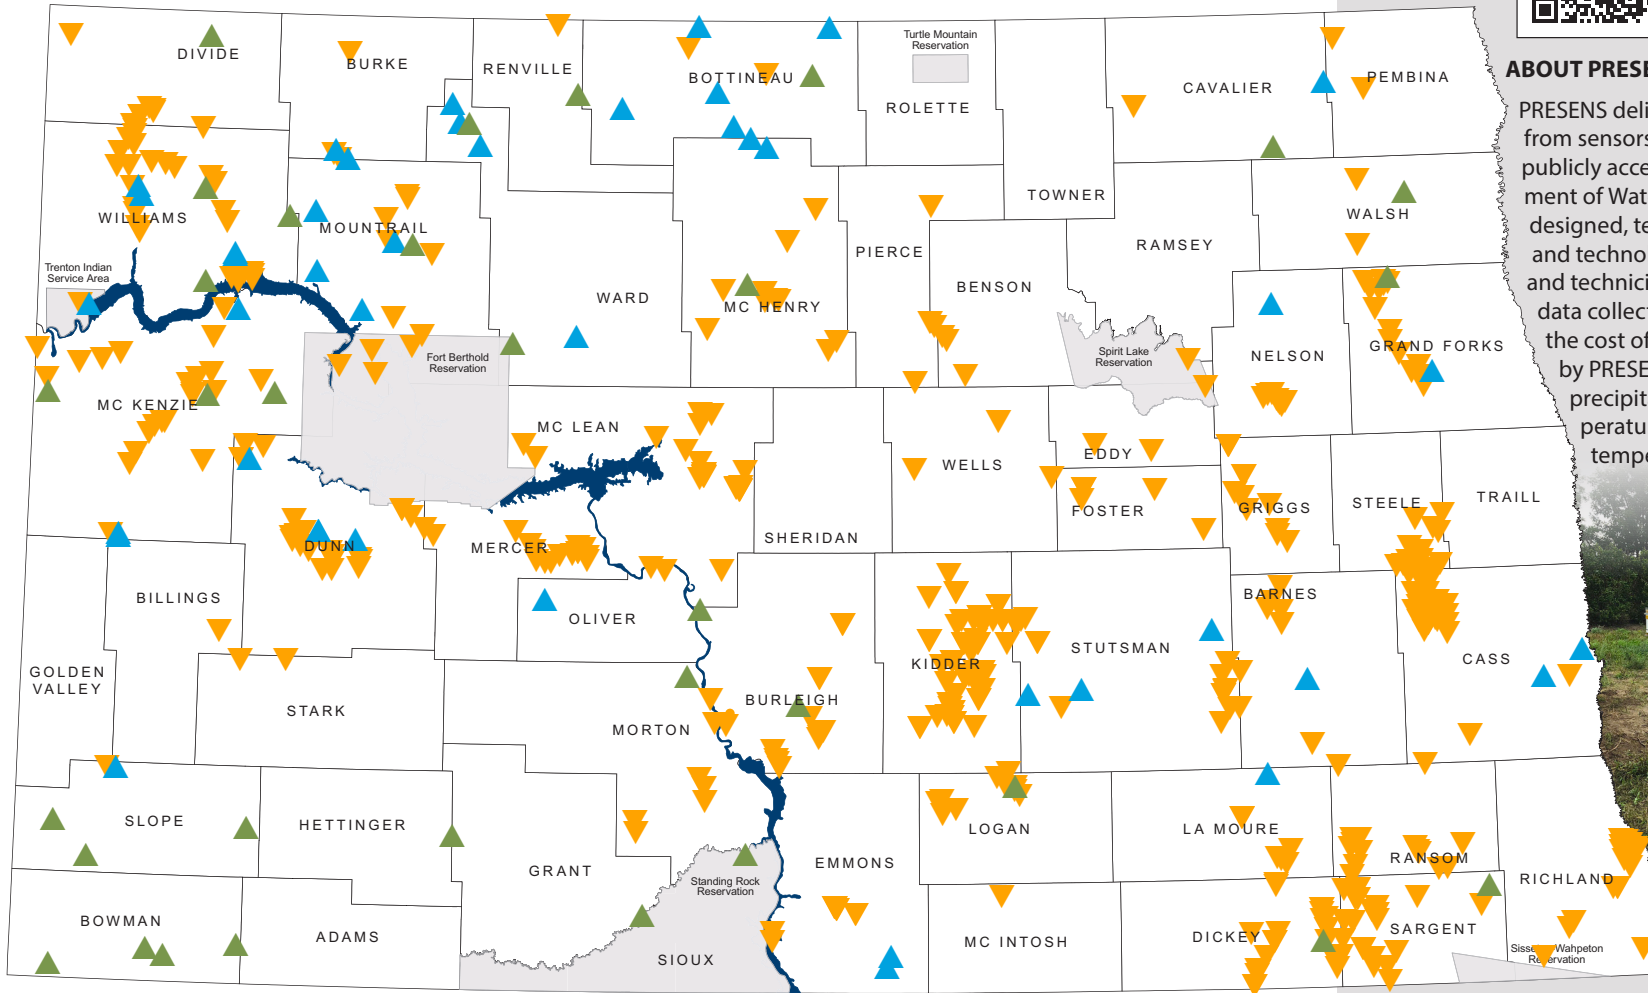 Turtle Mountain
Reservation
DIVIDE
BURKE
RENVILLE
BOTTINEAU
ROLETTE
CAVALIER
PEMBINA
ABOUT PRESE
PRESENS deli
from sensors
publicly acce
ment of Wat
designed, te
and techno
and technici
data collect
the cost of
by PRESE
precipit
peratu
tempe
TOWNER
WALSH
WILLIAMS
MOUNTRAIL
PIERCE
RAMSEY
Trenton Indian
Service Area
WARD
MC HENRY
BENSON
NELSON
GRAND FORKS
Fort Berthold
Reservation
Spirit Lake
Reservation
MC KENZIE
MC LEAN
WELLS
EDDY
FOSTER
GRIGGS
STEELE
TRAILL
DUNN
MERCER
SHERIDAN
BILLINGS
OLIVER
KIDDER
STUTSMAN
BARNES
CASS
GOLDEN
VALLEY
STARK
MORTON
BURLEIGH
SLOPE
HETTINGER
GRANT
EMMONS
LOGAN
LA MOURE
RANSOM
RICHLAND
Standing Rock
Reservation
BOWMAN
ADAMS
SIOUX
MC INTOSH
DICKEY
SARGENT
Wahpeton